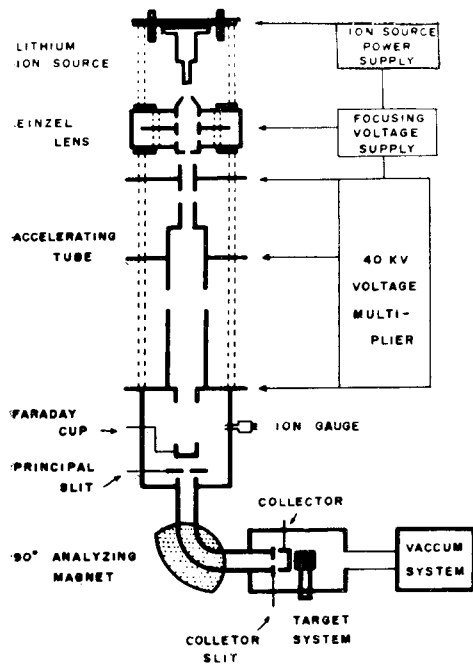 LITHIUM
ION SOURCE
ION SOURCE
POWER
SUPPLY
EINZEL
LENS
FOCUSING
VOLTAGE
SUPPLY
ACCELERATING
TUBE
40 KV
VOLTAGE
MULTI-
PLIER
FARADAY
CUP
ION GAUGE
PRINCIPAL
SLIT
COLLECTOR
90° ANALYZING
MAGNET
VACCUM
SYSTEM
TARGET
SYSTEM
COLLETOR
SLIT